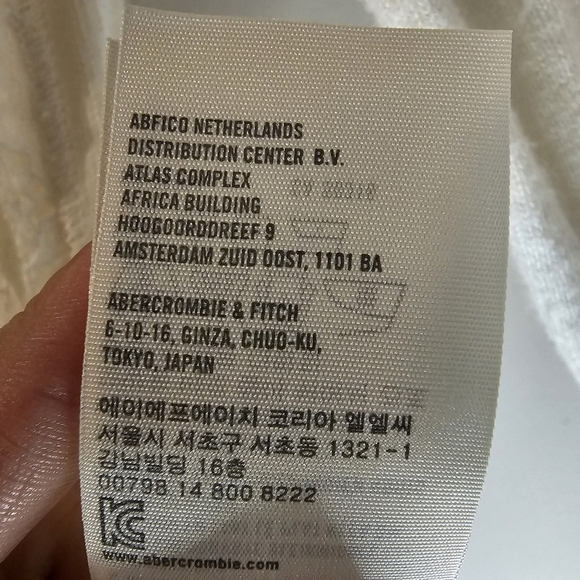 ABFICO NETHERLANDS
DISTRIBUTION CENTER B.V.
ATLAS COMPLEX
AFRICA BUILDING
HOOGOORDDREEF 9
AMSTERDAM ZUID OOST, 1101 BA
ABERCROMBIE & FITCH
6-10-16, GINZA, CHUO-KU,
TOKYO, JAPAN
에이에프에이치 코리아 엘엘씨
서울시 서초구 서초동 1321-1
강남빌딩 16층
00798 14 800 8222
www.abercrombie.com